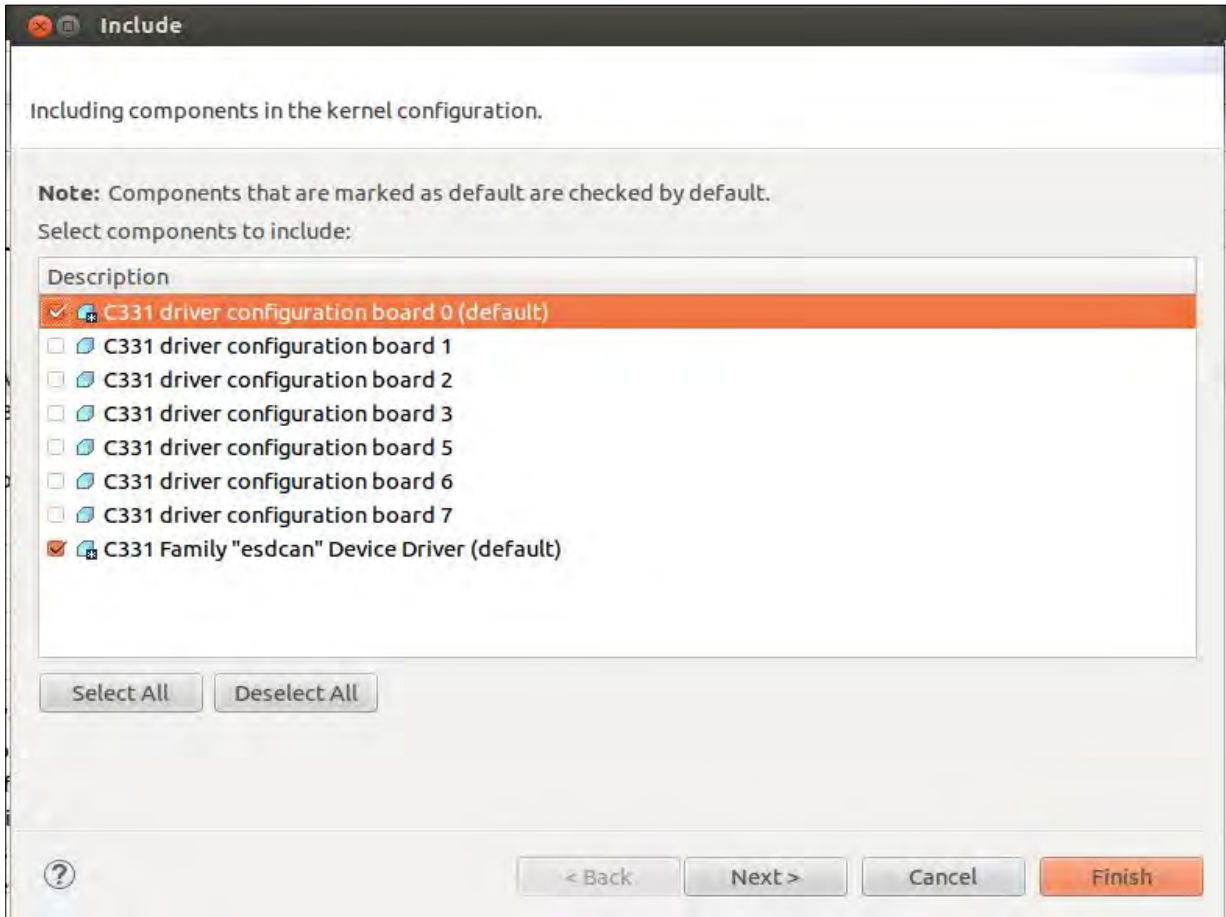 Include
Including components in the kernel configuration.
Note: Components that are marked as default are checked by default.
Select components to include:
Description
C331 driver configuration board 0 (default)
C331 driver configuration board 1
C331 driver configuration board 2
C331 driver configuration board 3
C331 driver configuration board 5
C331 driver configuration board 6
C331 driver configuration board 7
C331 Family "esdcan" Device Driver (default)
Select All Deselect All
? < Back Next > Cancel Finish